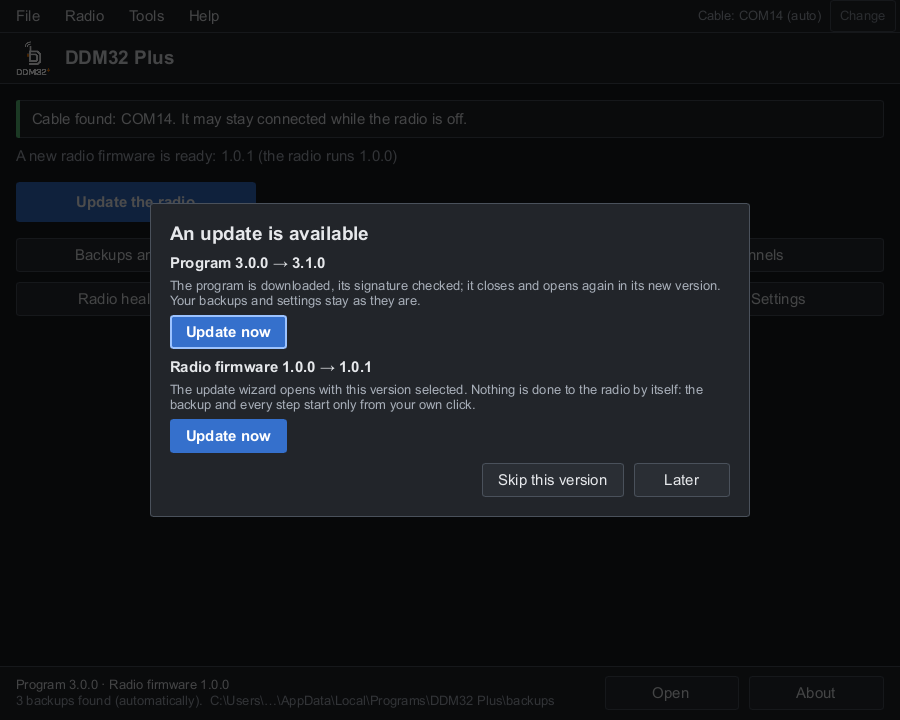 File Radio Tools Help Cable: COM14 (auto) Change
DDM32+
DDM32 Plus
Cable found: COM14. It may stay connected while the radio is off.
A new radio firmware is ready: 1.0.1 (the radio runs 1.0.0)
Update the radio
An update is available
Program 3.0.0 → 3.1.0
The program is downloaded, its signature checked; it closes and opens again in its new version.
Your backups and settings stay as they are.
Update now
Radio firmware 1.0.0 → 1.0.1
The update wizard opens with this version selected. Nothing is done to the radio by itself: the
backup and every step start only from your own click.
Update now
Skip this version Later
Backups
Radio
Settings
Program 3.0.0 · Radio firmware 1.0.0
3 backups found (automatically). C:\Users\…\AppData\Local\Programs\DDM32 Plus\backups
Open About